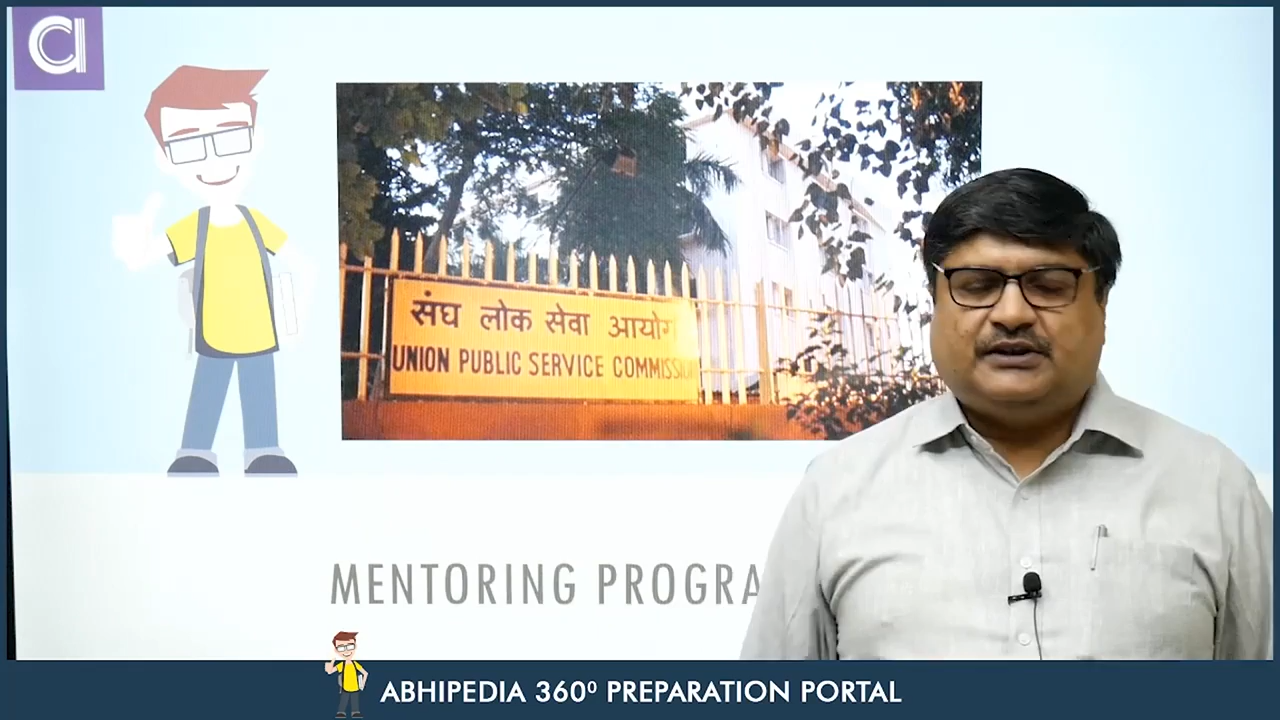 संघ लोक सेवा आयोग
UNION PUBLIC SERVICE
MENTORING
ABHIPEDIA 360⁰ PREPARATION PORTAL